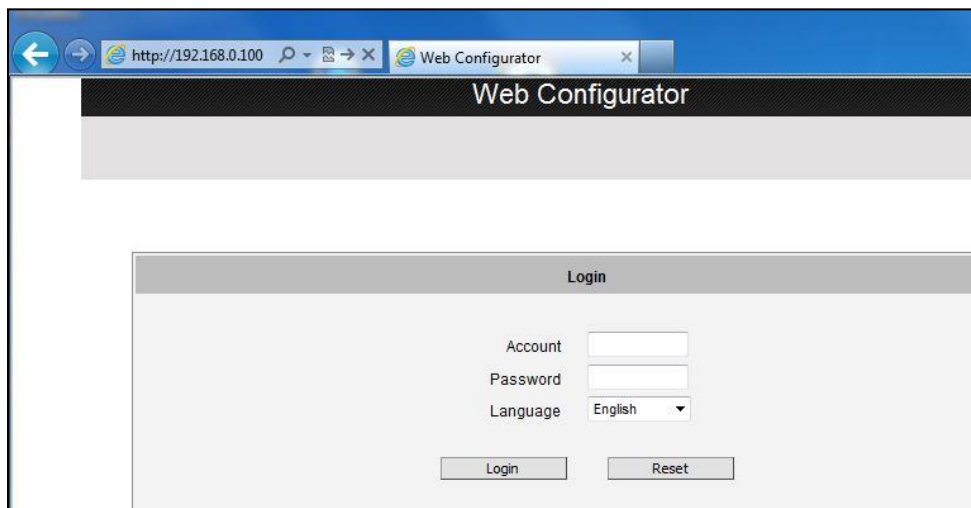 http://192.168.0.100
Web Configurator
Web Configurator
Login
Account
Password
Language English
Login Reset